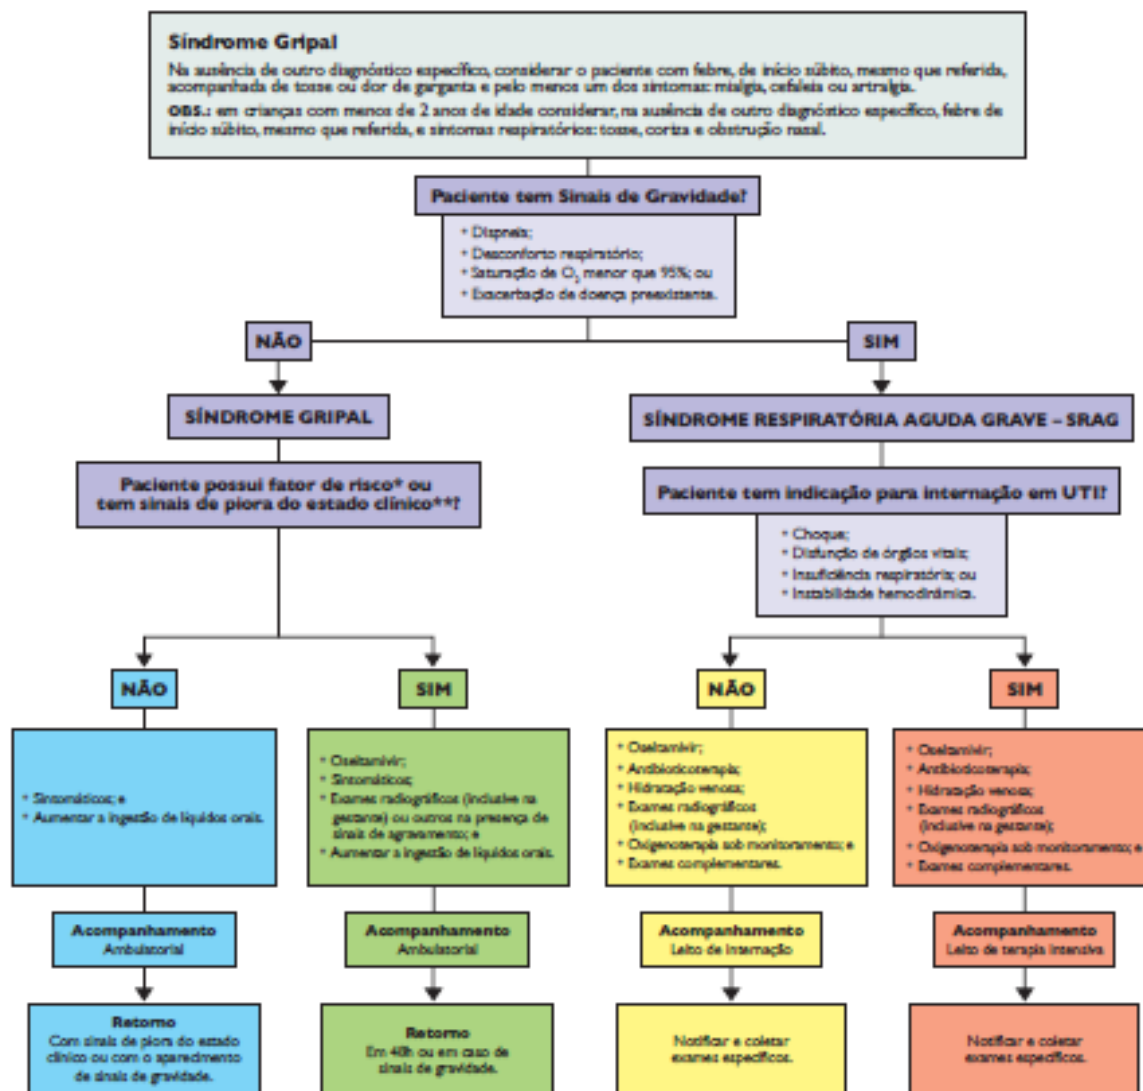 Síndrome Gripal
Na ausência de outro diagnóstico específico, considerar o paciente com febre, de início súbito, mesmo que referida,
acompanhada de tosse ou dor de garganta e pelo menos um dos sintomas: mialgia, cefaleia ou artralgia.
OBS.: em crianças com menos de 2 anos de idade considerar, na ausência de outro diagnóstico específico, febre de
início súbito, mesmo que referida, e sintomas respiratórios: tosse, coriza e obstrução nasal.
Paciente tem Sinais de Gravidade?
* Dispneia;
* Desconforto respiratório;
* Saturação de O₂ menor que 95%; ou
* Exacerbação de doença preexistente.
NÃO
SIM
SÍNDROME GRIPAL
SÍNDROME RESPIRATÓRIA AGUDA GRAVE – SRAG
Paciente possui fator de risco* ou
tem sinais de piora do estado clínico**?
Paciente tem indicação para internação em UTI?
* Choque;
* Disfunção de órgãos vitais;
* Insuficiência respiratória; ou
* Instabilidade hemodinâmica.
NÃO
SIM
NÃO
SIM
* Sintomáticos; e
* Aumentar a ingestão de líquidos orais.
* Oseltamivir;
* Sintomáticos;
* Exames radiográficos (inclusive na
gestante) ou outros na presença de
sinais de agravamento; e
* Aumentar a ingestão de líquidos orais.
* Oseltamivir;
* Antibioticoterapia;
* Hidratação venosa;
* Exames radiográficos
(inclusive na gestante);
* Oxigenoterapia sob monitoramento; e
* Exames complementares.
* Oseltamivir;
* Antibioticoterapia;
* Hidratação venosa;
* Exames radiográficos
(inclusive na gestante);
* Oxigenoterapia sob monitoramento; e
* Exames complementares.
Acompanhamento
Ambulatorial
Acompanhamento
Ambulatorial
Acompanhamento
Leito de internação
Acompanhamento
Leito de terapia intensiva
Retorno
Com sinais de piora do estado
clínico ou com o aparecimento
de sinais de gravidade.
Retorno
Em 48h ou em caso de
sinais de gravidade.
Notificar e coletar
exames específicos.
Notificar e coletar
exames específicos.